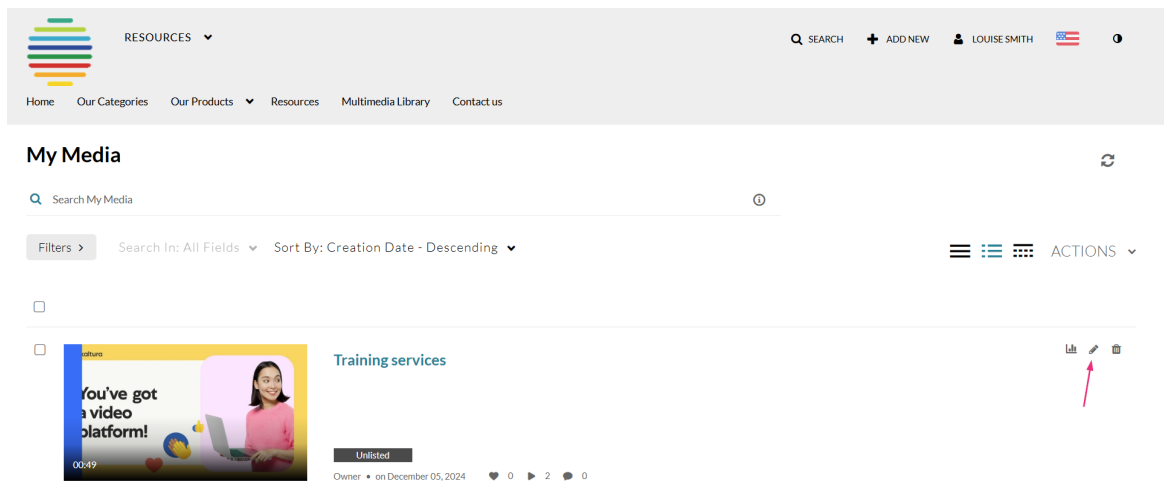 RESOURCES
SEARCH
ADD NEW
LOUISE SMITH
Home
Our Categories
Our Products
Resources
Multimedia Library
Contact us
My Media
Search My Media
Filters
Search In: All Fields
Sort By: Creation Date - Descending
ACTIONS
kaltura
You've got
a video
platform!
00:49
Training services
Unlisted
Owner • on December 05, 2024
0
2
0